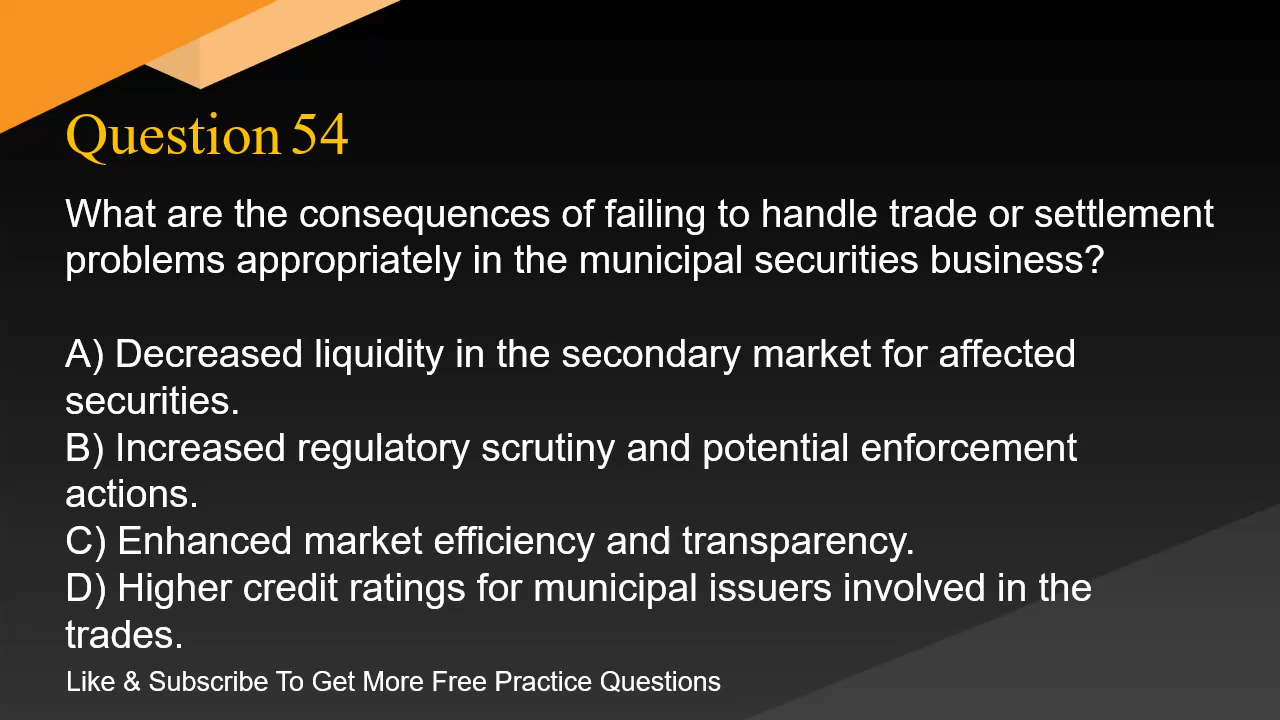 Question 54
What are the consequences of failing to handle trade or settlement
problems appropriately in the municipal securities business?
A) Decreased liquidity in the secondary market for affected
securities.
B) Increased regulatory scrutiny and potential enforcement
actions.
C) Enhanced market efficiency and transparency.
D) Higher credit ratings for municipal issuers involved in the
trades.
Like & Subscribe To Get More Free Practice Questions